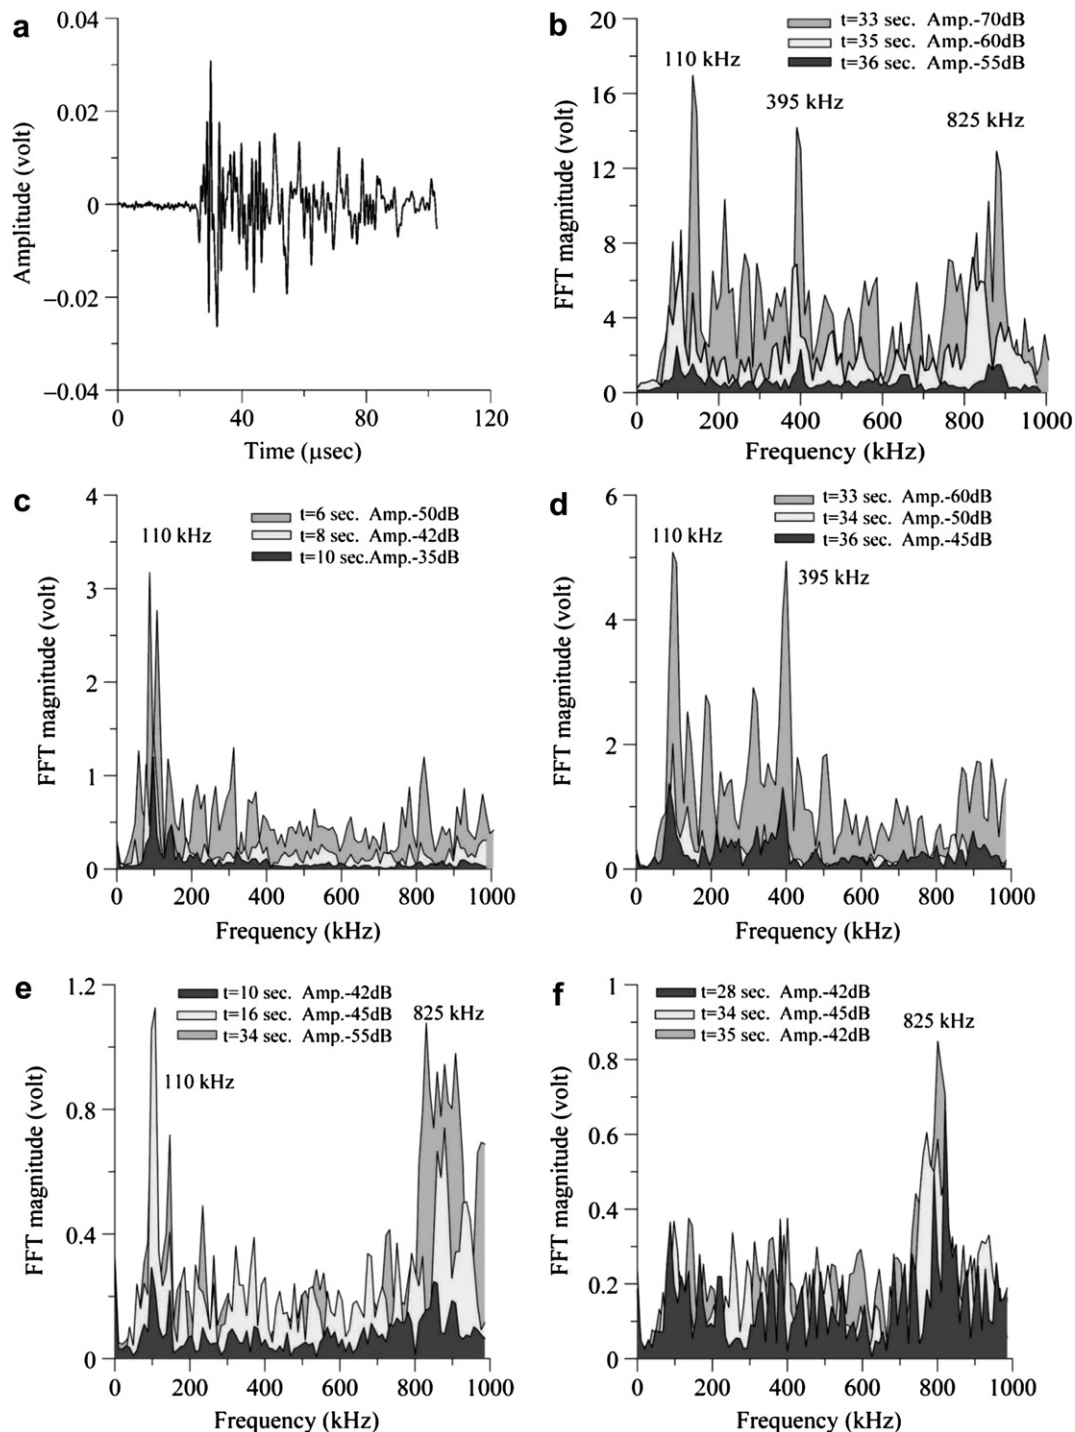 a
0.04
0.02
0
−0.02
−0.04
Amplitude (volt)
0 40 80 120
Time (μsec)
b
t=33 sec. Amp.-70dB
t=35 sec. Amp.-60dB
t=36 sec. Amp.-55dB
110 kHz
395 kHz
825 kHz
20
16
12
8
4
0
FFT magnitude (volt)
0 200 400 600 800 1000
Frequency (kHz)
c
t=6 sec. Amp.-50dB
t=8 sec. Amp.-42dB
t=10 sec.Amp.-35dB
110 kHz
4
3
2
1
0
FFT magnitude (volt)
0 200 400 600 800 1000
Frequency (kHz)
d
t=33 sec. Amp.-60dB
t=34 sec. Amp.-50dB
t=36 sec. Amp.-45dB
110 kHz
395 kHz
6
4
2
0
FFT magnitude (volt)
0 200 400 600 800 1000
Frequency (kHz)
e
t=10 sec. Amp.-42dB
t=16 sec. Amp.-45dB
t=34 sec. Amp.-55dB
825 kHz
110 kHz
1.2
0.8
0.4
0
FFT magnitude (volt)
0 200 400 600 800 1000
Frequency (kHz)
f
t=28 sec. Amp.-42dB
t=34 sec. Amp.-45dB
t=35 sec. Amp.-42dB
825 kHz
1
0.8
0.6
0.4
0.2
0
FFT magnitude (volt)
0 200 400 600 800 1000
Frequency (kHz)